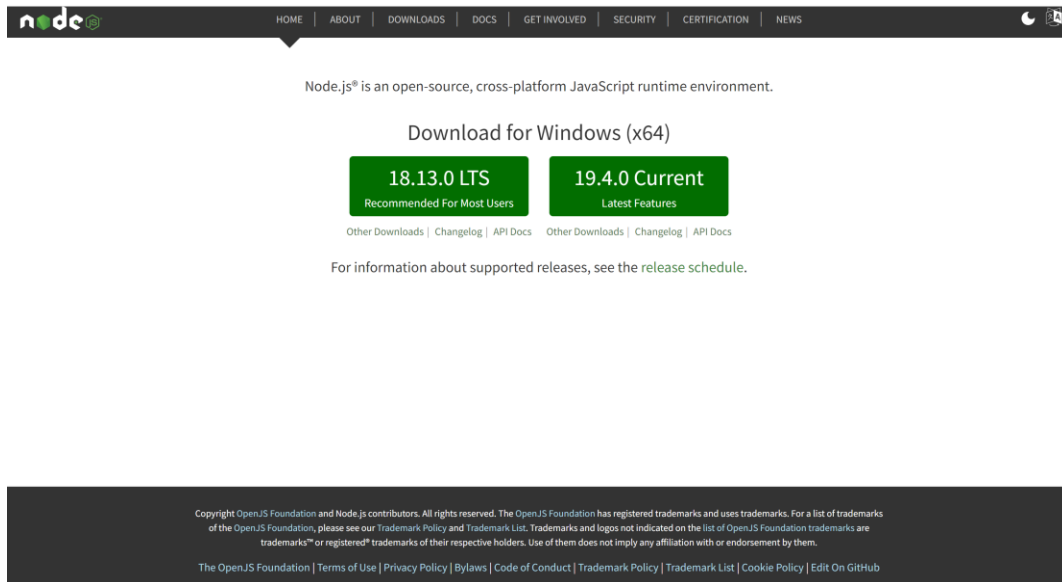 node JS
HOME | ABOUT | DOWNLOADS | DOCS | GET INVOLVED | SECURITY | CERTIFICATION | NEWS
Node.js® is an open-source, cross-platform JavaScript runtime environment.
Download for Windows (x64)
18.13.0 LTS
Recommended For Most Users
19.4.0 Current
Latest Features
Other Downloads | Changelog | API Docs
Other Downloads | Changelog | API Docs
For information about supported releases, see the release schedule.
Copyright OpenJS Foundation and Node.js contributors. All rights reserved. The OpenJS Foundation has registered trademarks and uses trademarks. For a list of trademarks
of the OpenJS Foundation, please see our Trademark Policy and Trademark List. Trademarks and logos not indicated on the list of OpenJS Foundation trademarks are
trademarks™ or registered® trademarks of their respective holders. Use of them does not imply any affiliation with or endorsement by them.
The OpenJS Foundation | Terms of Use | Privacy Policy | Bylaws | Code of Conduct | Trademark Policy | Trademark List | Cookie Policy | Edit On GitHub